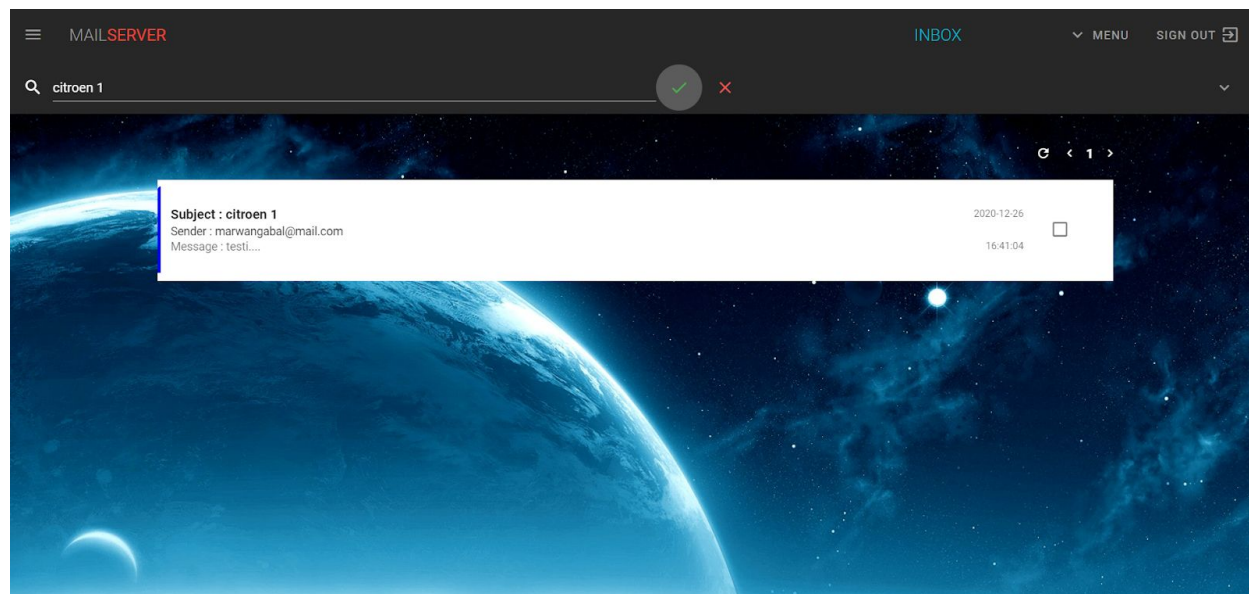 MAILSERVER INBOX MENU SIGN OUT
citroen 1
1
Subject : citroen 1 2020-12-26
Sender : marwangabal@mail.com
Message : testi.... 16:41:04